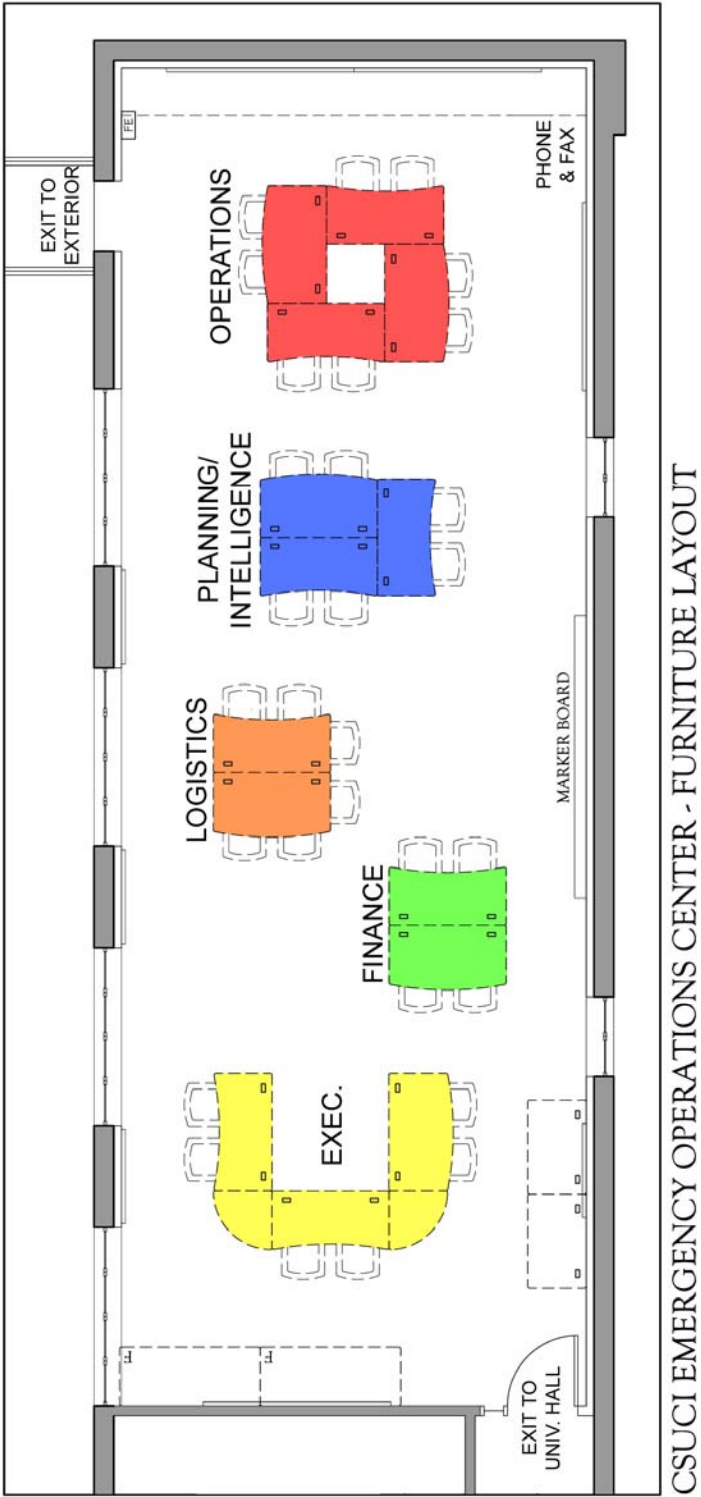 EXIT TO
EXTERIOR
FE
OPERATIONS
PHONE
& FAX
PLANNING/
INTELLIGENCE
LOGISTICS
MARKER BOARD
FINANCE
EXEC.
EXIT TO
UNIV. HALL
CSUCI EMERGENCY OPERATIONS CENTER - FURNITURE LAYOUT